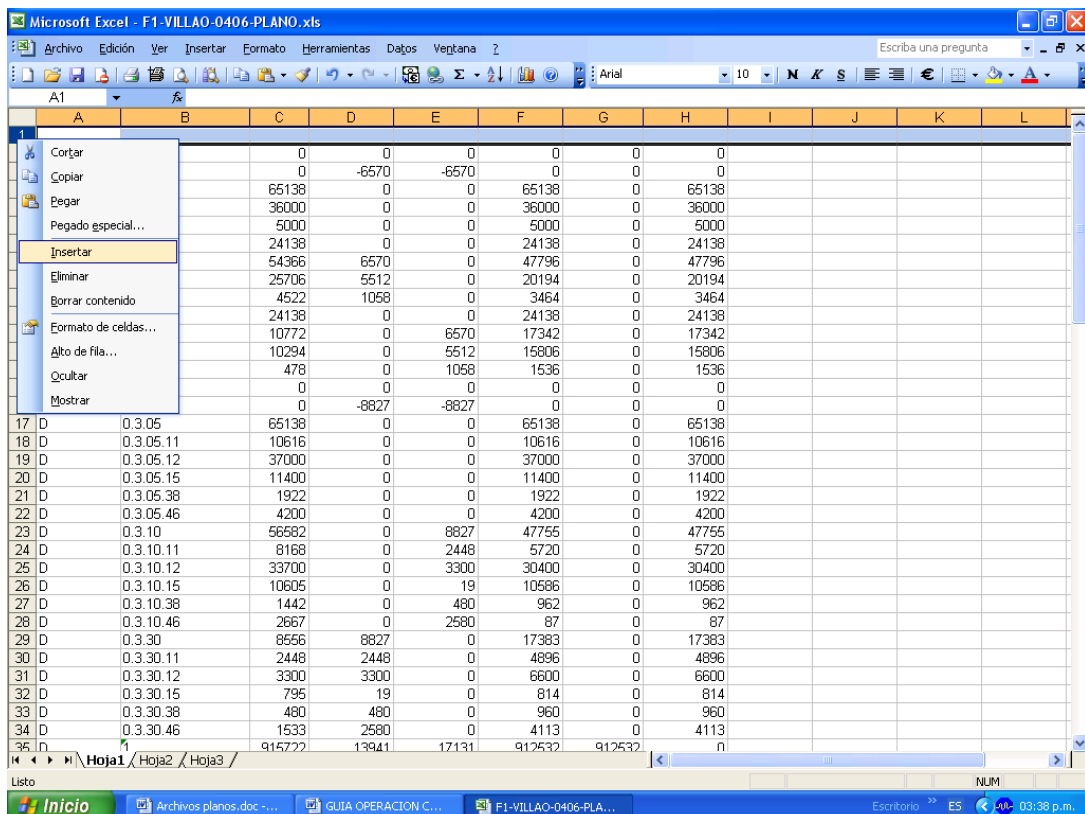 Microsoft Excel - F1-VILLAO-0406-PLANO.xls
Archivo Edición Ver Insertar Formato Herramientas Datos Ventana ? Escriba una pregunta
Arial 10 N K S €
A1 fx
A B C D E F G H I J K L
1
Cortar 0 0 0 0 0 0
Copiar 0 -6570 -6570 0 0 0
65138 0 0 65138 0 65138
Pegar 36000 0 0 36000 0 36000
Pegado especial... 5000 0 0 5000 0 5000
24138 0 0 24138 0 24138
Insertar 54366 6570 0 47796 0 47796
Eliminar 25706 5512 0 20194 0 20194
Borrar contenido 4522 1058 0 3464 0 3464
24138 0 0 24138 0 24138
Formato de celdas... 10772 0 6570 17342 0 17342
Alto de fila... 10294 0 5512 15806 0 15806
Ocultar 478 0 1058 1536 0 1536
0 0 0 0 0 0
Mostrar 0 -8827 -8827 0 0 0
17 D 0.3.05 65138 0 0 65138 0 65138
18 D 0.3.05.11 10616 0 0 10616 0 10616
19 D 0.3.05.12 37000 0 0 37000 0 37000
20 D 0.3.05.15 11400 0 0 11400 0 11400
21 D 0.3.05.38 1922 0 0 1922 0 1922
22 D 0.3.05.46 4200 0 0 4200 0 4200
23 D 0.3.10 56582 0 8827 47755 0 47755
24 D 0.3.10.11 8168 0 2448 5720 0 5720
25 D 0.3.10.12 33700 0 3300 30400 0 30400
26 D 0.3.10.15 10605 0 19 10586 0 10586
27 D 0.3.10.38 1442 0 480 962 0 962
28 D 0.3.10.46 2667 0 2580 87 0 87
29 D 0.3.30 8556 8827 0 17383 0 17383
30 D 0.3.30.11 2448 2448 0 4896 0 4896
31 D 0.3.30.12 3300 3300 0 6600 0 6600
32 D 0.3.30.15 795 19 0 814 0 814
33 D 0.3.30.38 480 480 0 960 0 960
34 D 0.3.30.46 1533 2580 0 4113 0 4113
35 D 1 915722 13941 17131 912532 912532 0
Hoja1 Hoja2 Hoja3
Listo NUM
Inicio Archivos planos.doc -... GUIA OPERACION C... F1-VILLAO-0406-PLA... Escritorio » ES 03:38 p.m.